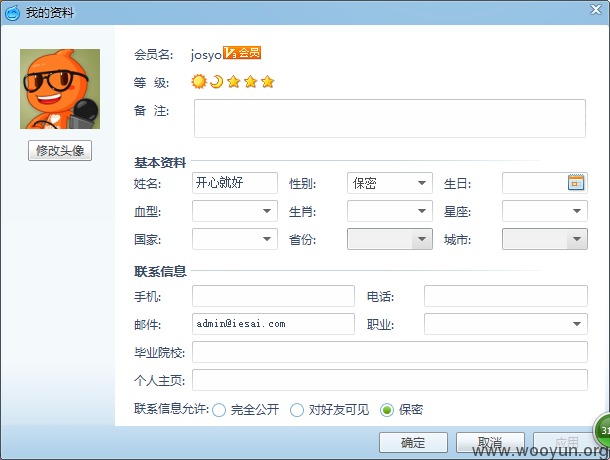 我的资料
会员名: josyo V3会员
等 级:
备 注:
修改头像
基本资料
姓名: 开心就好 性别: 保密 生日:
血型: 生肖: 星座:
国家: 省份: 城市:
联系信息
手机: 电话:
邮件: admin@iesai.com 职业:
毕业院校:
个人主页:
联系信息允许: 完全公开 对好友可见 保密
31
确定 取消 应用
www.wooyun.org